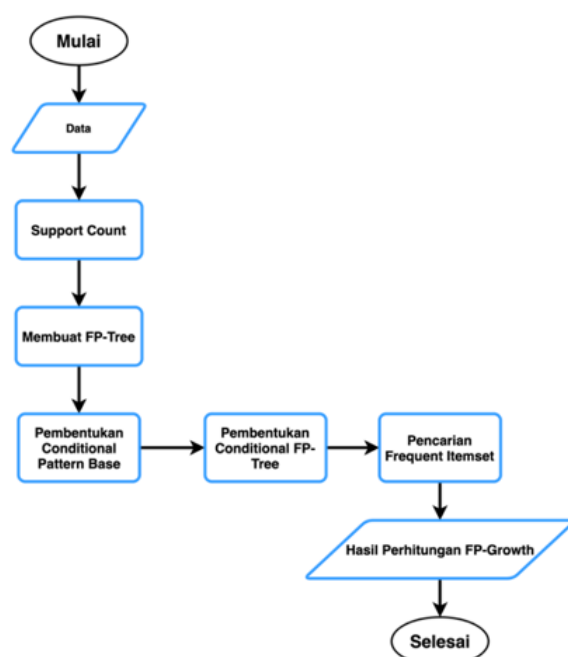 Mulai
Data
Support Count
Membuat FP-Tree
Pembentukan
Conditional
Pattern Base
Pembentukan
Conditional FP-
Tree
Pencarian
Frequent Itemset
Hasil Perhitungan FP-Growth
Selesai